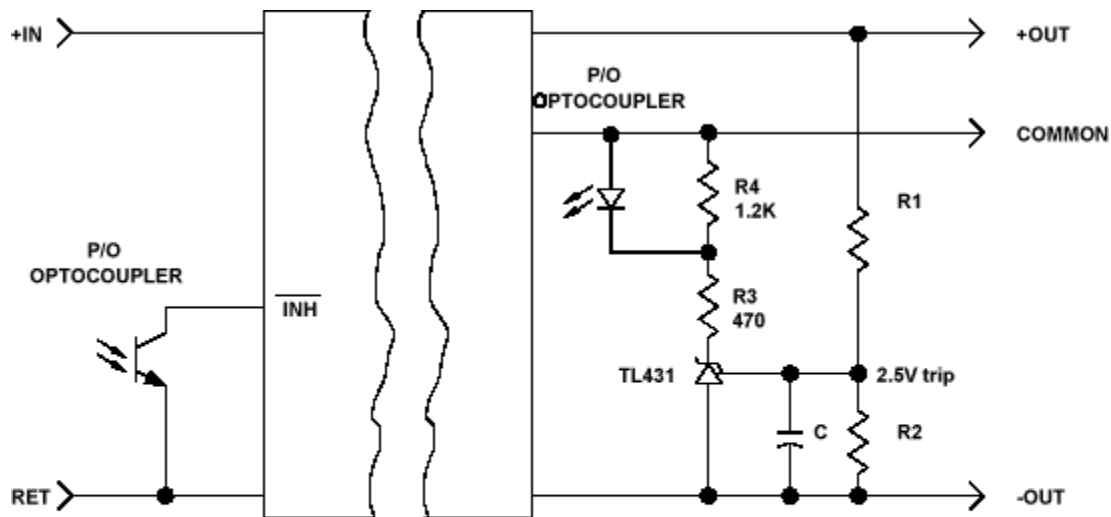 +IN
+OUT
P/O
OPTOCOUPLER
COMMON
R4
1.2K
R1
P/O
OPTOCOUPLER
INH
R3
470
TL431
2.5V trip
C
R2
RET
-OUT